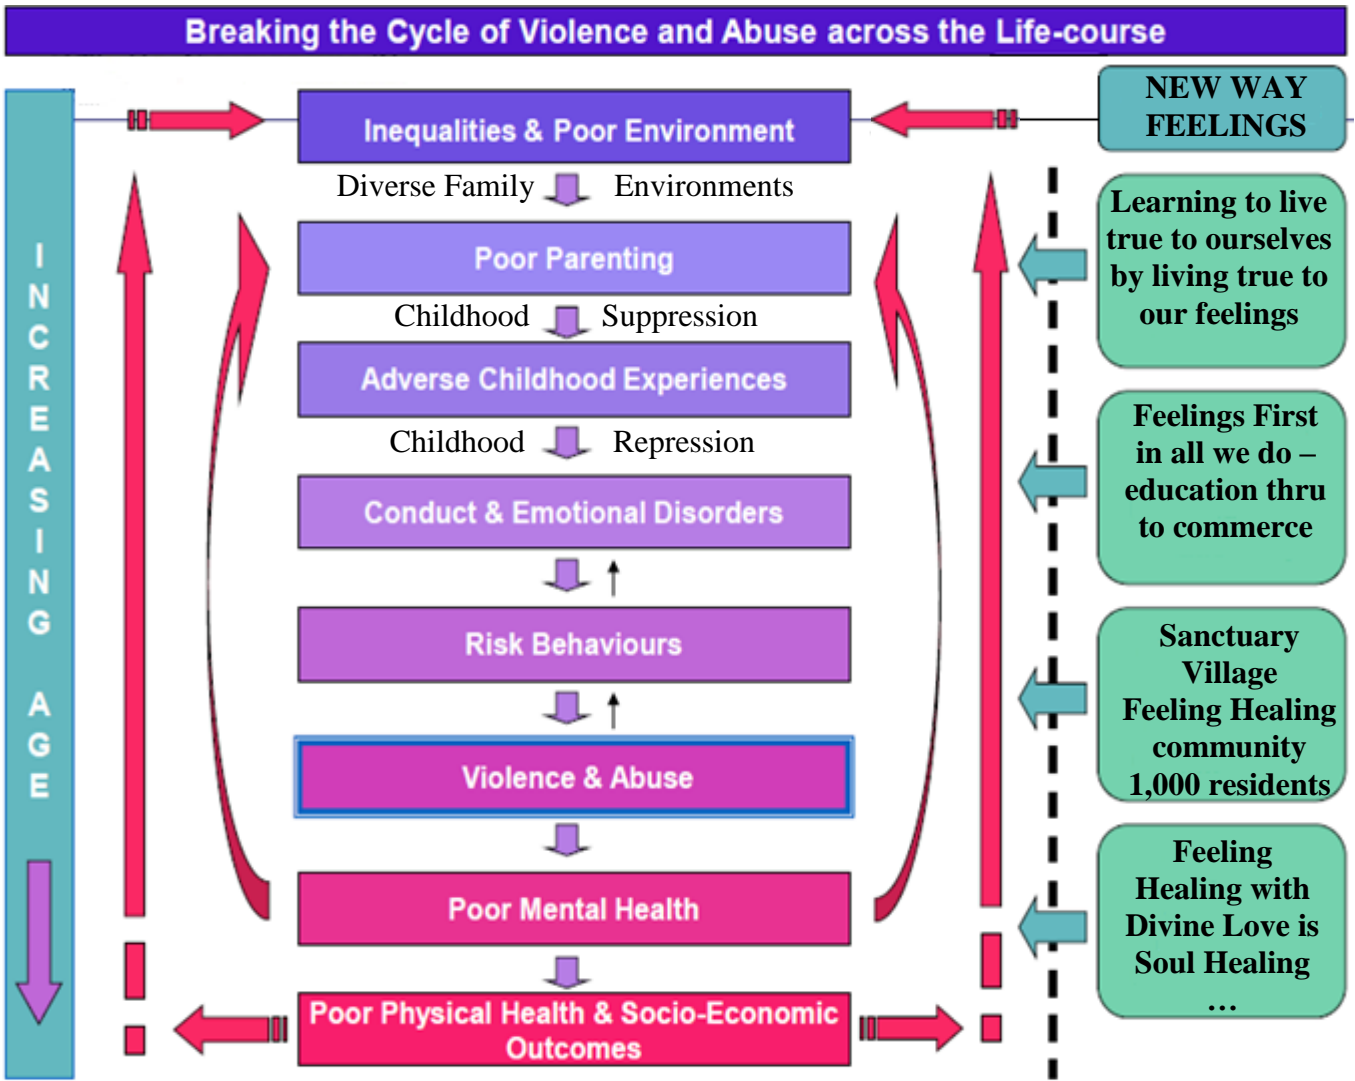 Breaking the Cycle of Violence and Abuse across the Life-course
INCREASING AGE
Inequalities & Poor Environment
Diverse Family Environments
Poor Parenting
Childhood Suppression
Adverse Childhood Experiences
Childhood Repression
Conduct & Emotional Disorders
Risk Behaviours
Violence & Abuse
Poor Mental Health
Poor Physical Health & Socio-Economic
Outcomes
NEW WAY
FEELINGS
Learning to live
true to ourselves
by living true to
our feelings
Feelings First
in all we do –
education thru
to commerce
Sanctuary
Village
Feeling Healing
community
1,000 residents
Feeling
Healing with
Divine Love is
Soul Healing
…